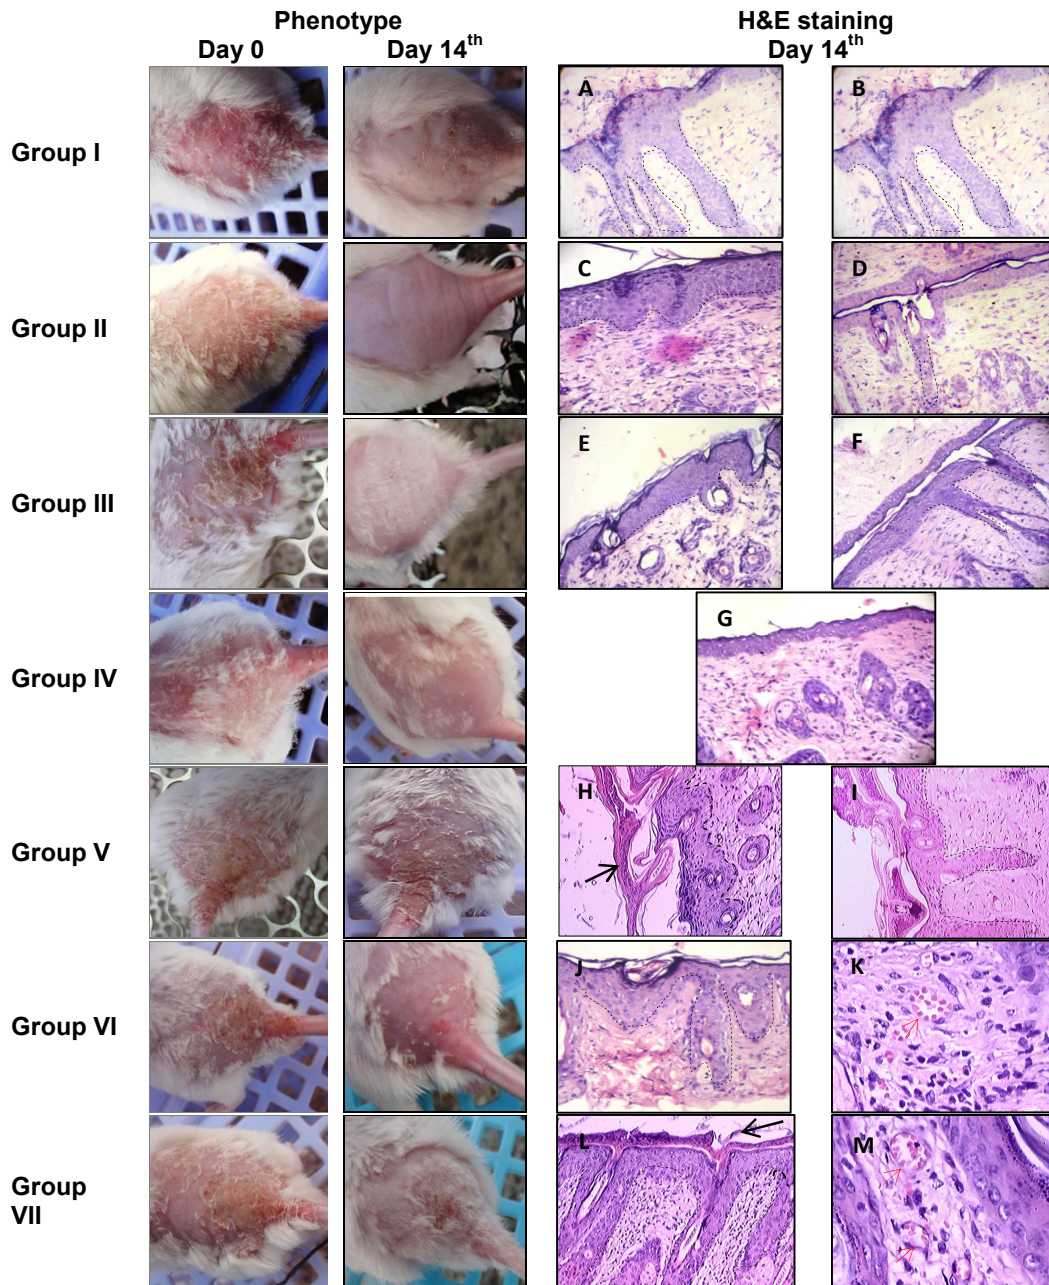 Phenotype
H&E staining
Day 0
Day 14th
Day 14th
Group I
A
B
Group II
C
D
Group III
E
F
Group IV
G
Group V
H
I
Group VI
J
K
Group
VII
L
M